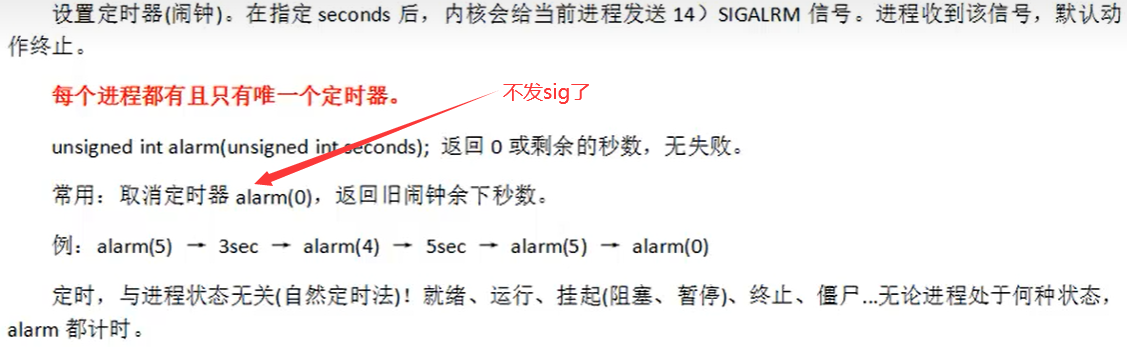 设置定时器(闹钟)。在指定 seconds 后，内核会给当前进程发送 14）SIGALRM 信号。进程收到该信号，默认动
作终止。
每个进程都有且只有唯一个定时器。
不发sig了
unsigned int alarm(unsigned int seconds); 返回 0 或剩余的秒数，无失败。
常用：取消定时器 alarm(0)，返回旧闹钟余下秒数。
例：alarm(5) → 3sec → alarm(4) → 5sec → alarm(5) → alarm(0)
定时，与进程状态无关(自然定时法)！就绪、运行、挂起(阻塞、暂停)、终止、僵尸...无论进程处于何种状态，
alarm 都计时。